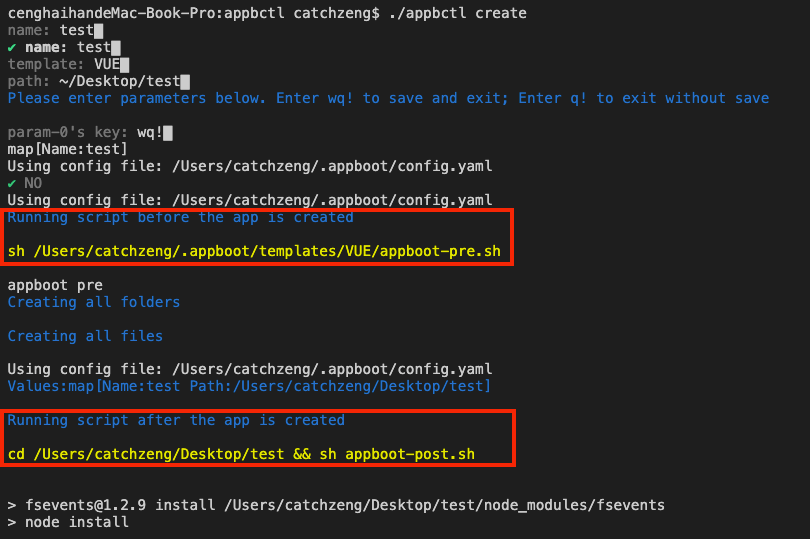 cenghaihandeMac-Book-Pro:appbctl catchzeng$ ./appbctl create
name: test
✔ name: test
template: VUE
path: ~/Desktop/test
Please enter parameters below. Enter wq! to save and exit; Enter q! to exit without save
param-0's key: wq!
map[Name:test]
Using config file: /Users/catchzeng/.appboot/config.yaml
✔ NO
Using config file: /Users/catchzeng/.appboot/config.yaml
Running script before the app is created
sh /Users/catchzeng/.appboot/templates/VUE/appboot-pre.sh
appboot pre
Creating all folders
Creating all files
Using config file: /Users/catchzeng/.appboot/config.yaml
Values:map[Name:test Path:/Users/catchzeng/Desktop/test]
Running script after the app is created
cd /Users/catchzeng/Desktop/test && sh appboot-post.sh
> fsevents@1.2.9 install /Users/catchzeng/Desktop/test/node_modules/fsevents
> node install